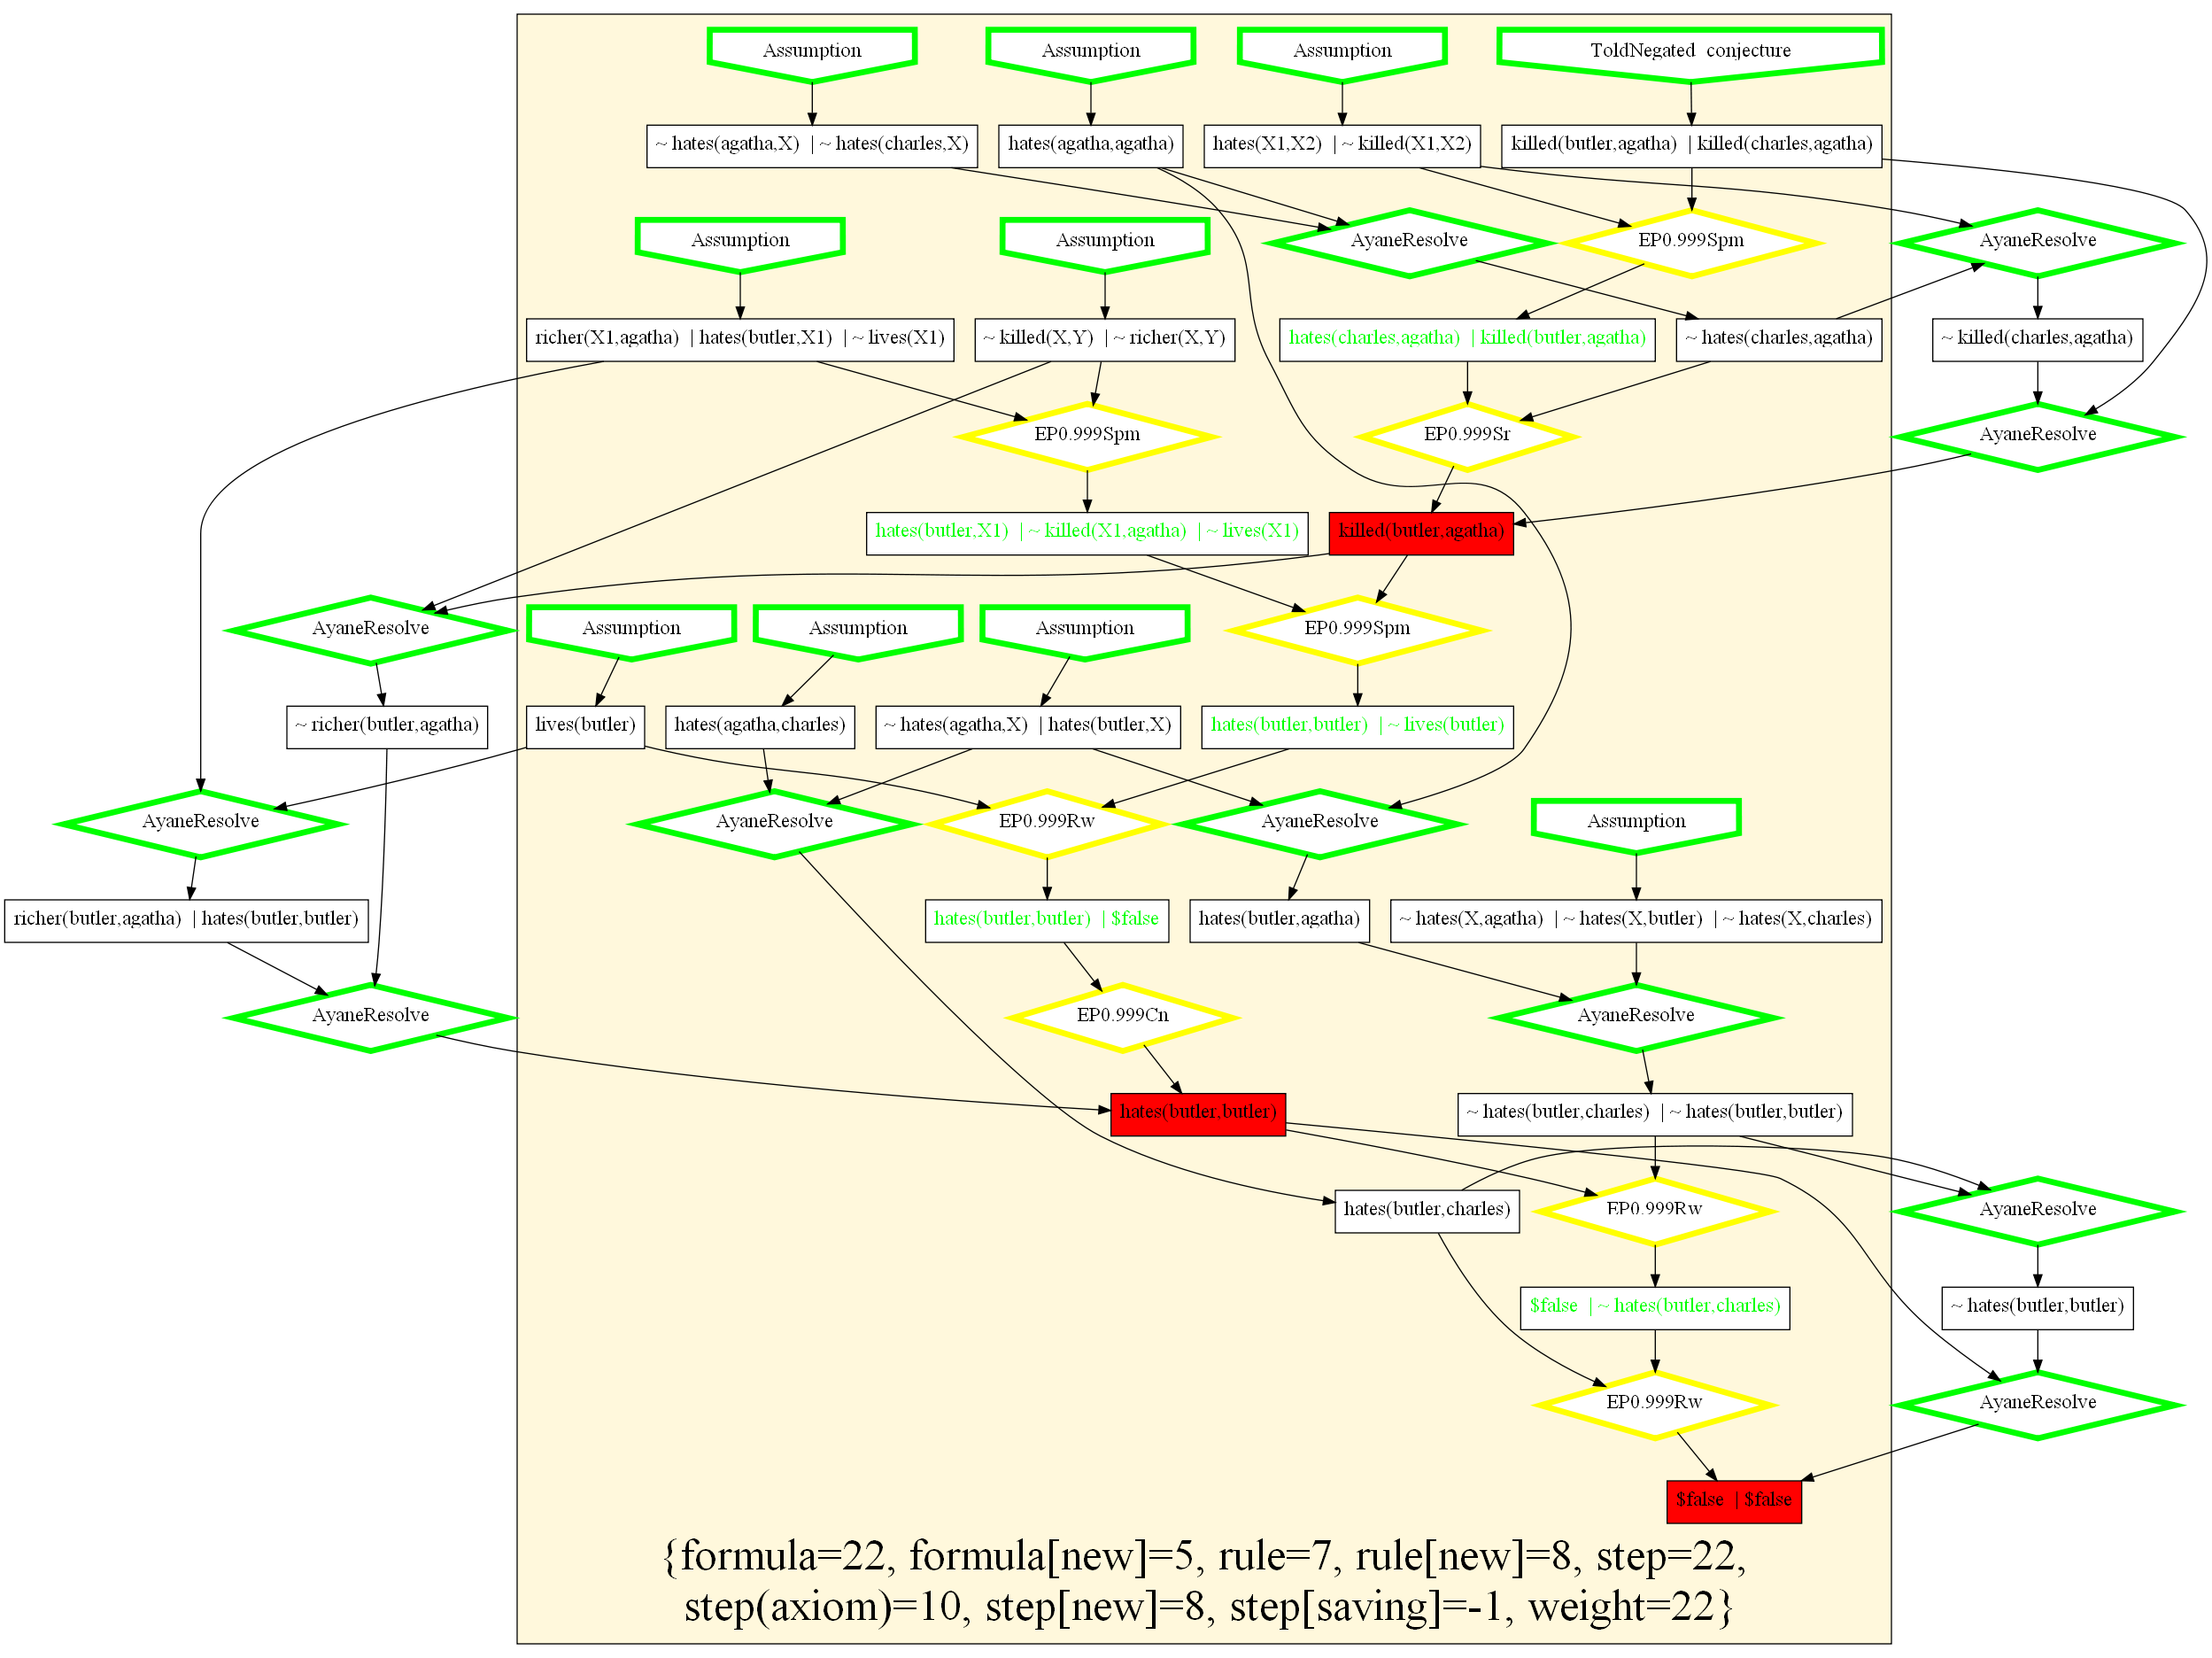 Assumption
Assumption
Assumption
ToldNegated conjecture
~ hates(agatha,X) | ~ hates(charles,X)
hates(agatha,agatha)
hates(X1,X2) | ~ killed(X1,X2)
killed(butler,agatha) | killed(charles,agatha)
Assumption
Assumption
AyaneResolve
EP0.999Spm
AyaneResolve
richer(X1,agatha) | hates(butler,X1) | ~ lives(X1)
~ killed(X,Y) | ~ richer(X,Y)
hates(charles,agatha) | killed(butler,agatha)
~ hates(charles,agatha)
~ killed(charles,agatha)
EP0.999Spm
EP0.999Sr
AyaneResolve
hates(butler,X1) | ~ killed(X1,agatha) | ~ lives(X1)
killed(butler,agatha)
AyaneResolve
Assumption
Assumption
Assumption
EP0.999Spm
~ richer(butler,agatha)
lives(butler)
hates(agatha,charles)
~ hates(agatha,X) | hates(butler,X)
hates(butler,butler) | ~ lives(butler)
AyaneResolve
AyaneResolve
EP0.999Rw
AyaneResolve
Assumption
richer(butler,agatha) | hates(butler,butler)
hates(butler,butler) | $false
hates(butler,agatha)
~ hates(X,agatha) | ~ hates(X,butler) | ~ hates(X,charles)
AyaneResolve
EP0.999Cn
AyaneResolve
hates(butler,butler)
~ hates(butler,charles) | ~ hates(butler,butler)
hates(butler,charles)
EP0.999Rw
AyaneResolve
$false | ~ hates(butler,charles)
~ hates(butler,butler)
EP0.999Rw
AyaneResolve
$false | $false
{formula=22, formula[new]=5, rule=7, rule[new]=8, step=22,
step(axiom)=10, step[new]=8, step[saving]=-1, weight=22}